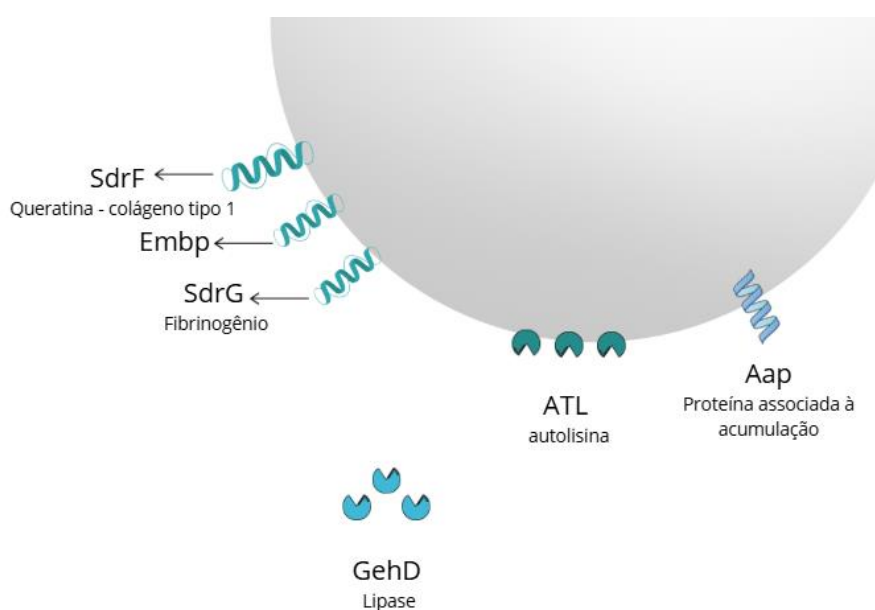 SdrF
Queratina - colágeno tipo 1
Embp
SdrG
Fibrinogênio
ATL
autolisina
Aap
Proteína associada à
acumulação
GehD
Lipase